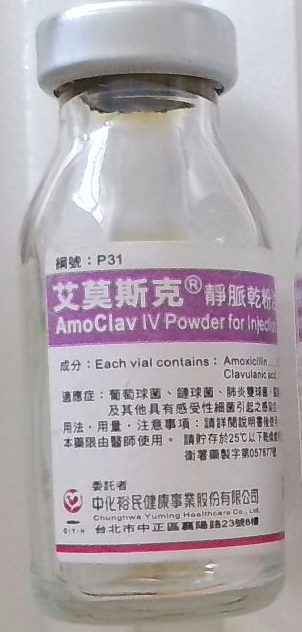 綱號：P31
艾莫斯克® 靜脈乾粉
AmoClav IV Powder for Injection
成分：Each vial contains：Amoxicillin
Clavulanic acid
適應症：葡萄球菌、鏈球菌、肺炎雙球菌、
及其他具有感受性細菌引起之感染
用法・用量・注意事項：請詳閱說明書後使
本藥限由醫師使用。請貯存於25℃以下
衛署藥製字第057877號
委託者
中化裕民健康事業股份有限公司
Chunghwa Yuming Healthcare Co., Ltd.
台北市中正區襄陽路23號8樓
C・Y・H